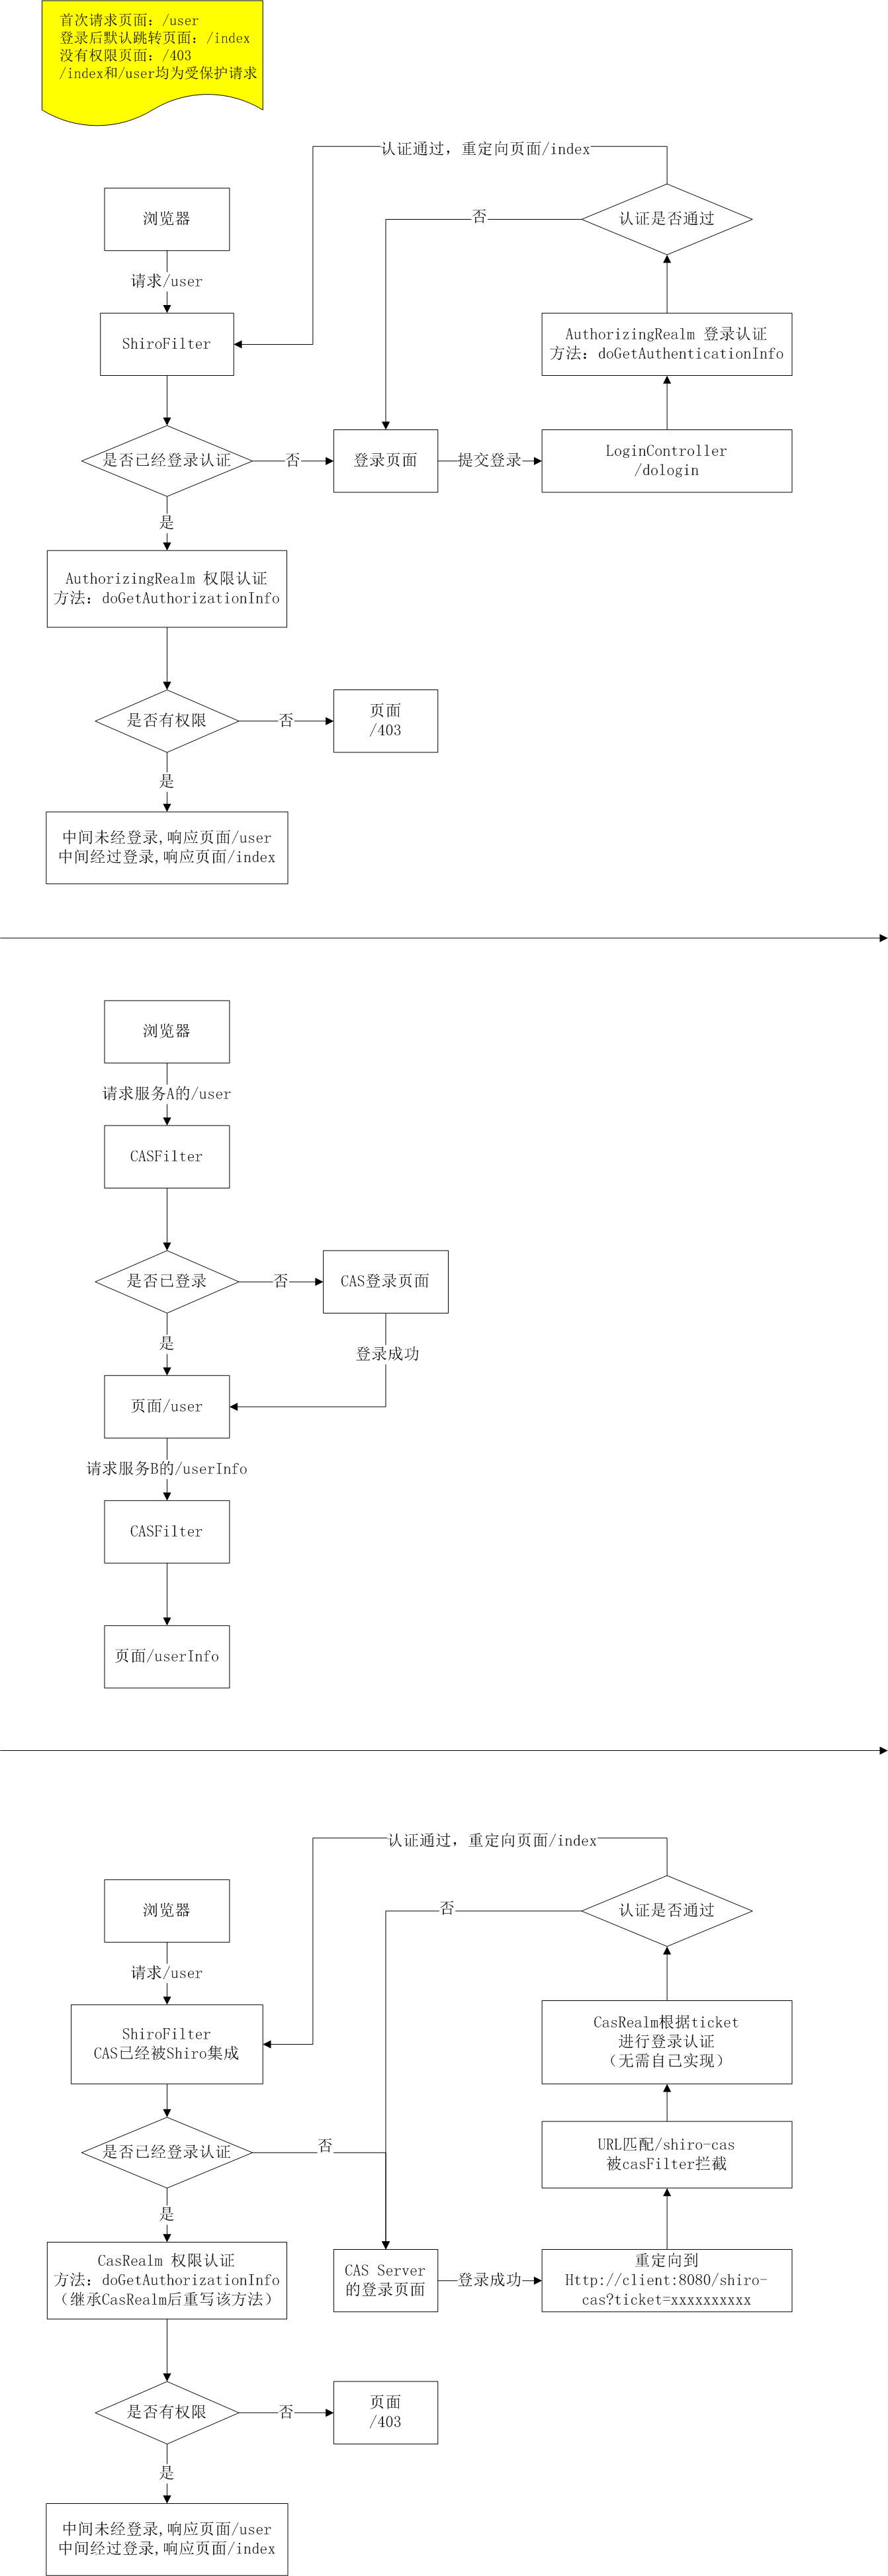 首次请求页面：/user
登录后默认跳转页面：/index
没有权限页面：/403
/index和/user均为受保护请求
认证通过，重定向页面/index
浏览器
否
认证是否通过
请求/user
ShiroFilter
AuthorizingRealm 登录认证
方法：doGetAuthenticationInfo
是否已经登录认证
否
登录页面
提交登录
LoginController
/dologin
是
AuthorizingRealm 权限认证
方法：doGetAuthorizationInfo
是否有权限
否
页面
/403
是
中间未经登录,响应页面/user
中间经过登录,响应页面/index
浏览器
请求服务A的/user
CASFilter
是否已登录
否
CAS登录页面
是
登录成功
页面/user
请求服务B的/userInfo
CASFilter
页面/userInfo
认证通过，重定向页面/index
浏览器
否
认证是否通过
请求/user
ShiroFilter
CAS已经被Shiro集成
CasRealm根据ticket
进行登录认证
（无需自己实现）
是否已经登录认证
否
URL匹配/shiro-cas
被casFilter拦截
是
CasRealm 权限认证
方法：doGetAuthorizationInfo
（继承CasRealm后重写该方法）
CAS Server
的登录页面
登录成功
重定向到
Http://client:8080/shiro-
cas?ticket=xxxxxxxxxx
是否有权限
否
页面
/403
是
中间未经登录,响应页面/user
中间经过登录,响应页面/index